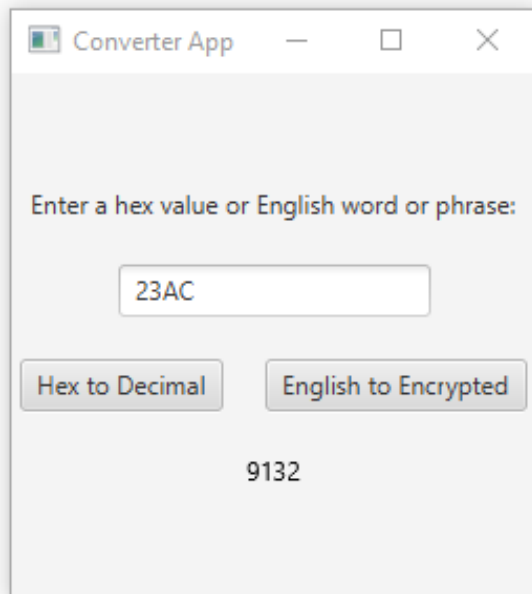 Converter App
Enter a hex value or English word or phrase:
23AC
Hex to Decimal English to Encrypted
9132